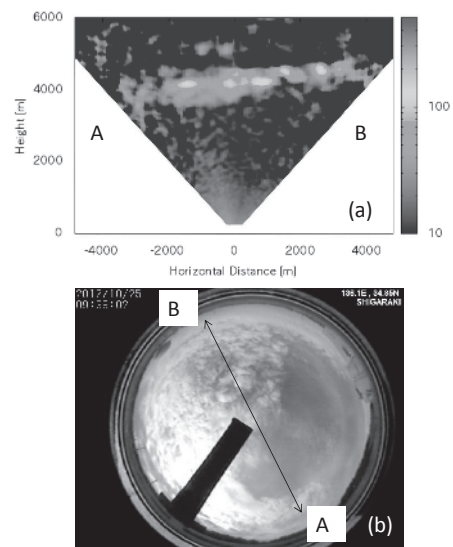 6000
4000
2000
0
Height [m]
A
B
(a)
100
10
-4000
-2000
0
2000
4000
Horizontal Distance [m]
2012/10/25
09:39:02
136.1E , 34.85N
SHIGARAKI
B
A
(b)